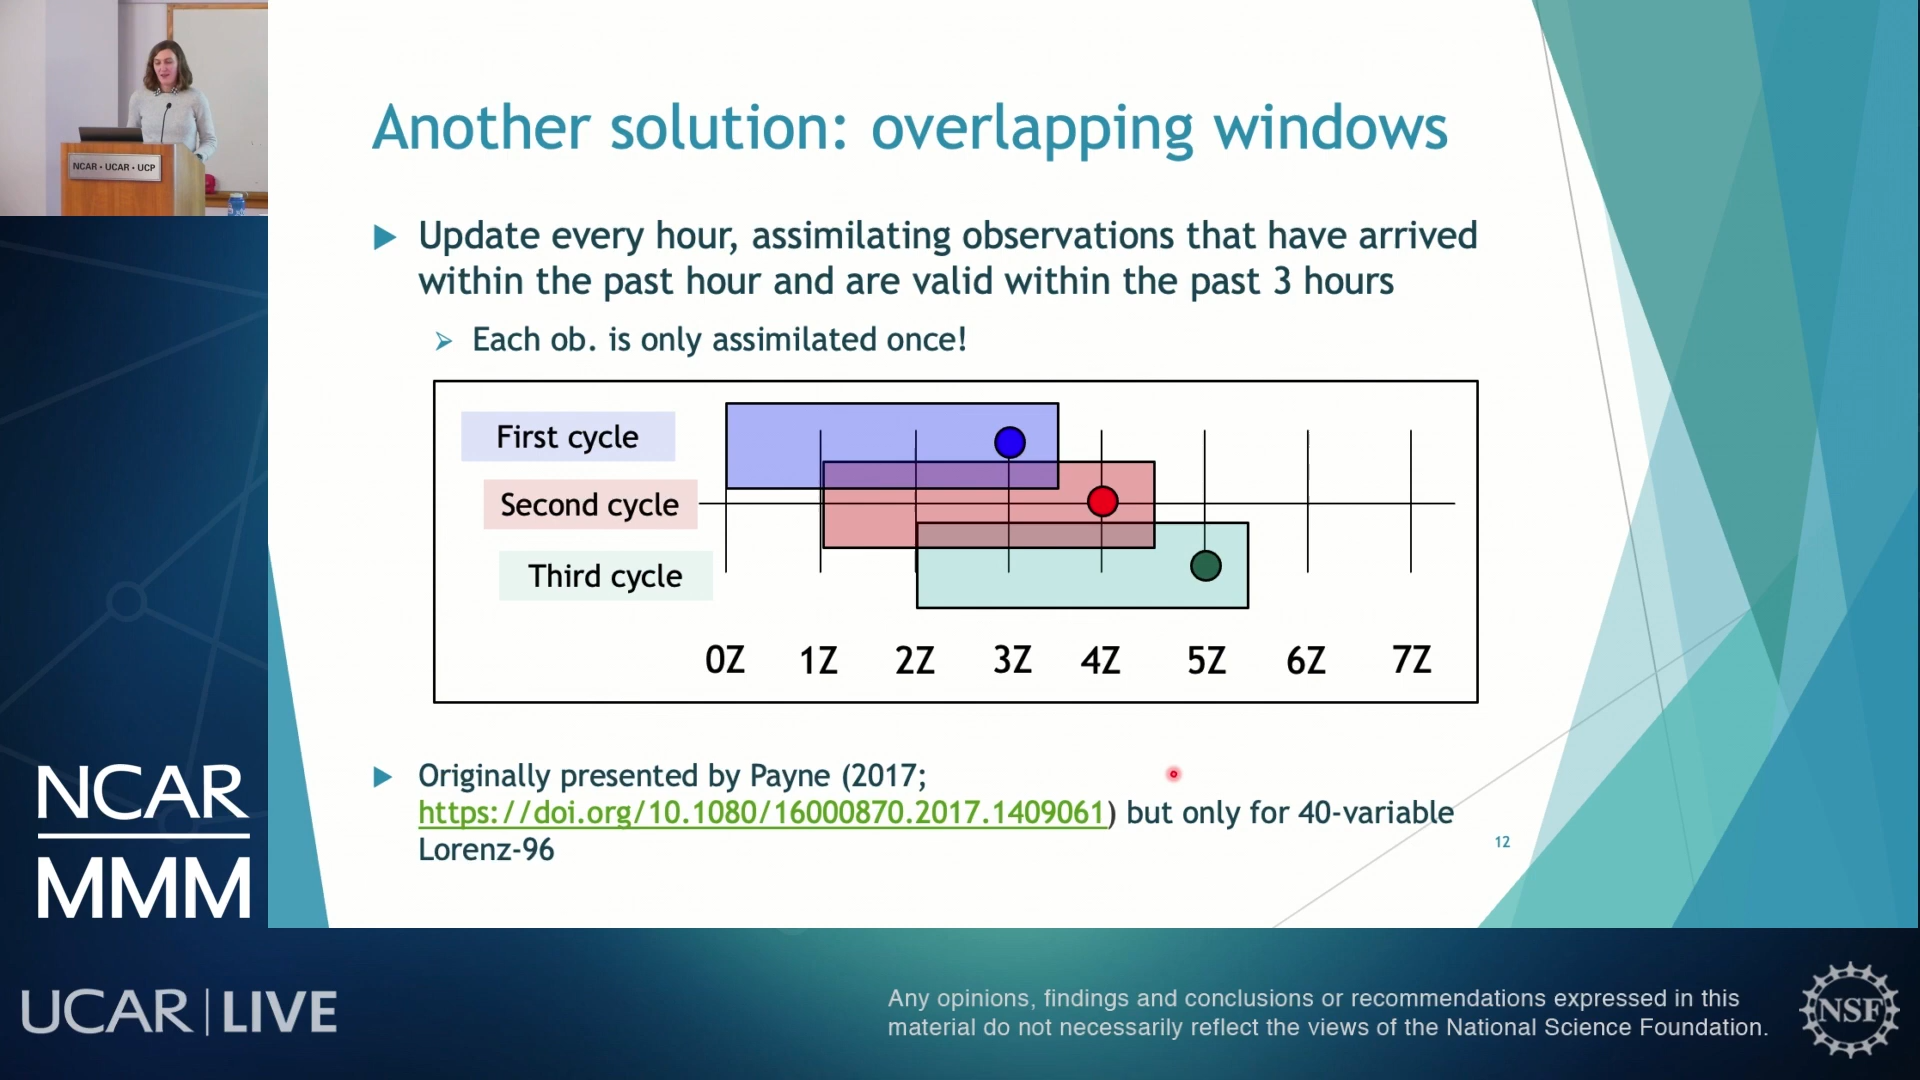 NCAR • UCAR • UCP
Another solution: overlapping windows
Update every hour, assimilating observations that have arrived
within the past hour and are valid within the past 3 hours
Each ob. is only assimilated once!
First cycle
Second cycle
Third cycle
0Z 1Z 2Z 3Z 4Z 5Z 6Z 7Z
Originally presented by Payne (2017;
https://doi.org/10.1080/16000870.2017.1409061) but only for 40-variable
Lorenz-96
12
NCAR
MMM
UCAR | LIVE
Any opinions, findings and conclusions or recommendations expressed in this
material do not necessarily reflect the views of the National Science Foundation.
NSF